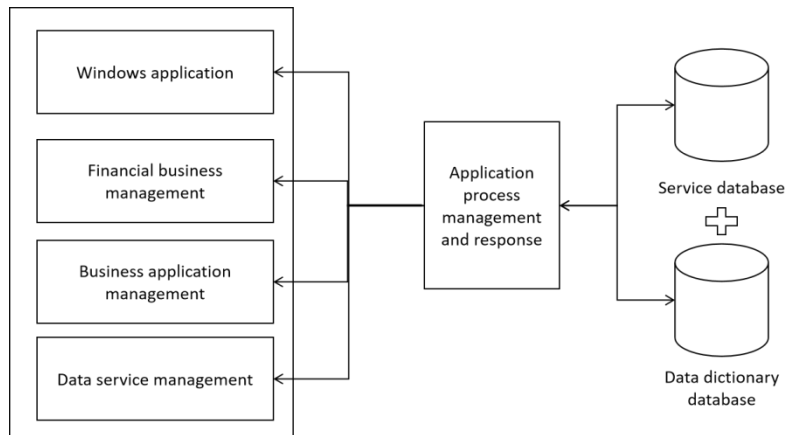 Windows application
Financial business
management
Business application
management
Data service management
Application
process
management
and response
Service database
Data dictionary
database